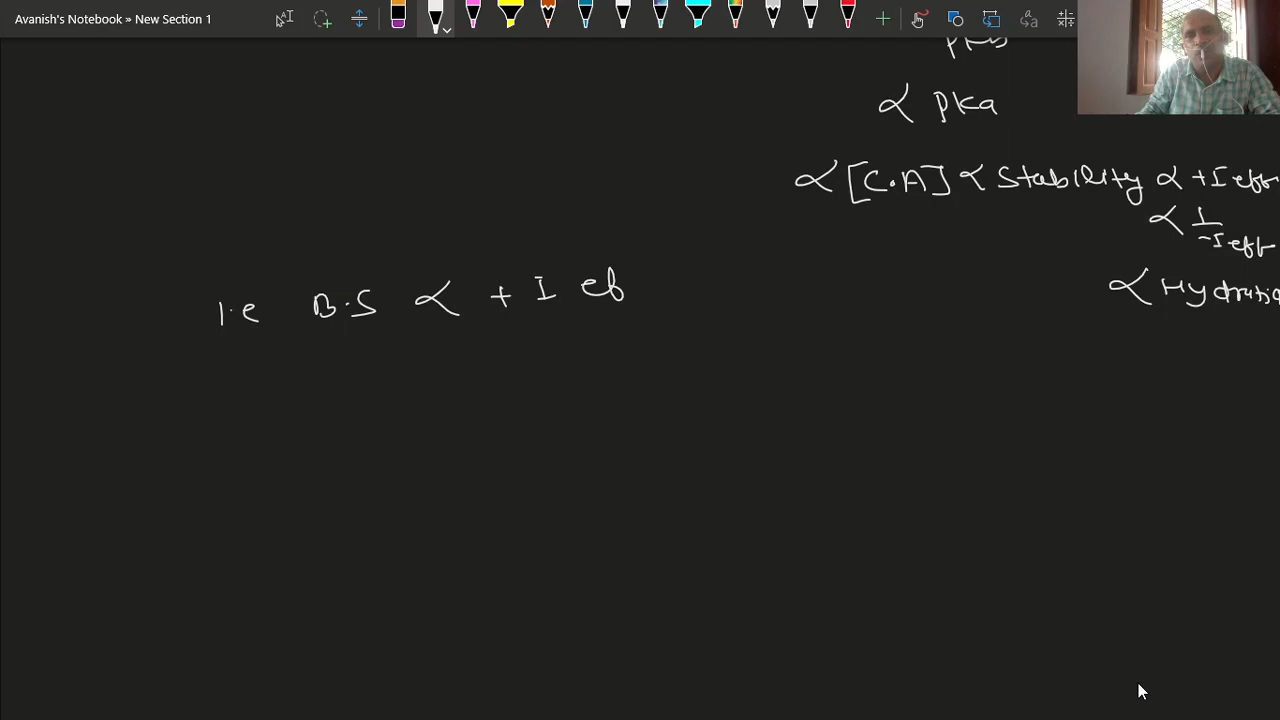 Avanish's Notebook » New Section 1
∝ pKa
∝ [C.A] ∝ Stability ∝ +I eff
∝ 1/-I eff
∝ Hydratio
i.e B.S ∝ + I ef